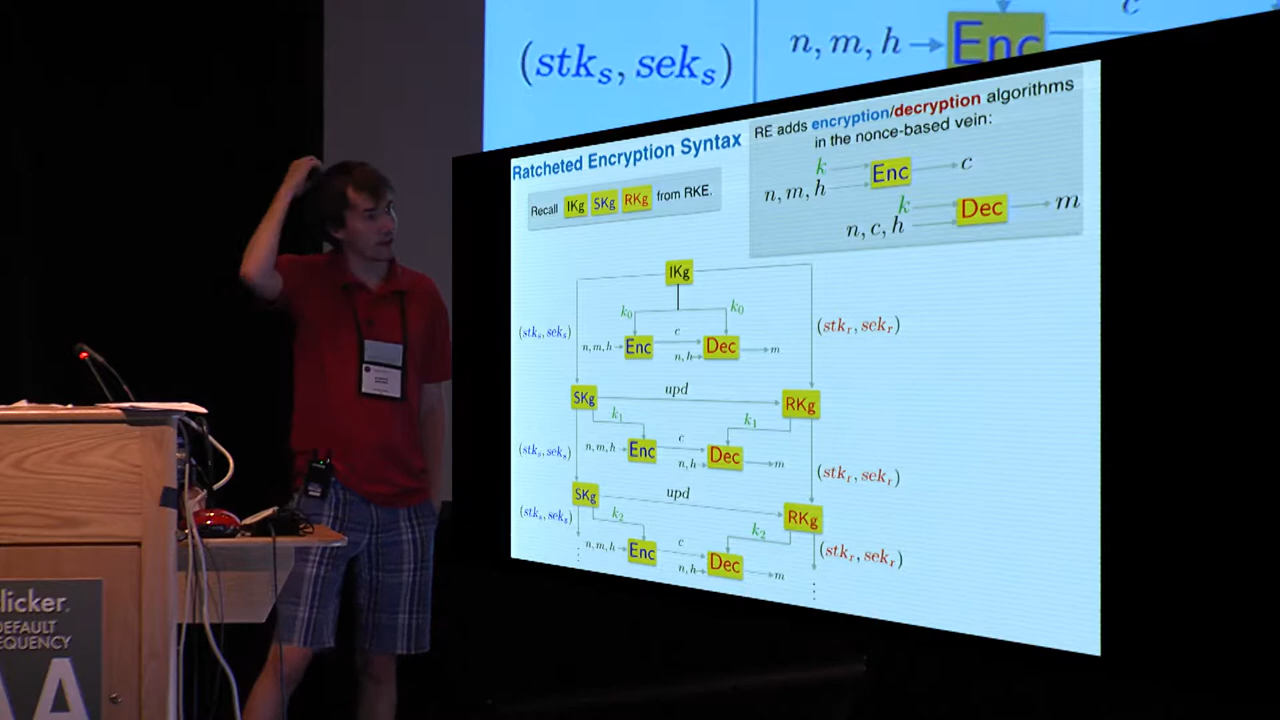 (stkₛ, sekₛ)
n, m, h
Enc
c
Ratcheted Encryption Syntax
Recall IKg SKg RKg from RKE.
RE adds encryption/decryption algorithms
in the nonce-based vein:
k
n, m, h
Enc
c
k
n, c, h
Dec
m
IKg
k₀
k₀
(stkₛ, sekₛ)
n, m, h
Enc
c
n, h
Dec
m
(stkᵣ, sekᵣ)
SKg
upd
RKg
k₁
k₁
(stkₛ, sekₛ)
n, m, h
Enc
c
n, h
Dec
m
(stkᵣ, sekᵣ)
SKg
upd
RKg
(stkₛ, sekₛ)
k₂
k₂
n, m, h
Enc
c
n, h
Dec
m
(stkᵣ, sekᵣ)
licker.
DEFAULT
EQUENCY
AA